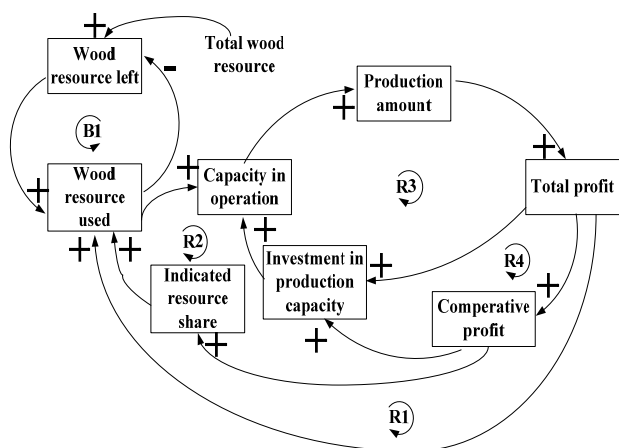 +
Wood
resource left
Total wood
resource
-
B1
+
Wood
resource used
+
+
+
Capacity in
operation
+
Production
amount
+
Total profit
R3
R2
+
Investment in
production
capacity
+
R4
Indicated
resource
share
+
+
Comperative
profit
+
R1